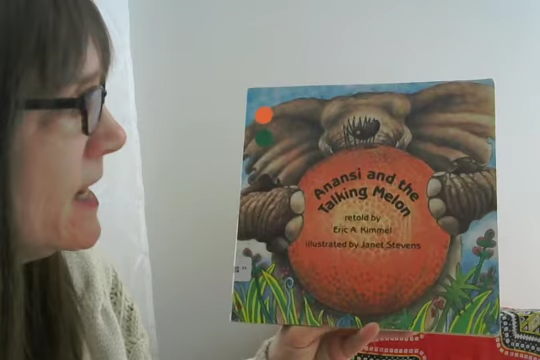 Anansi and the
Talking Melon
retold by
Eric A. Kimmel
illustrated by Janet Stevens